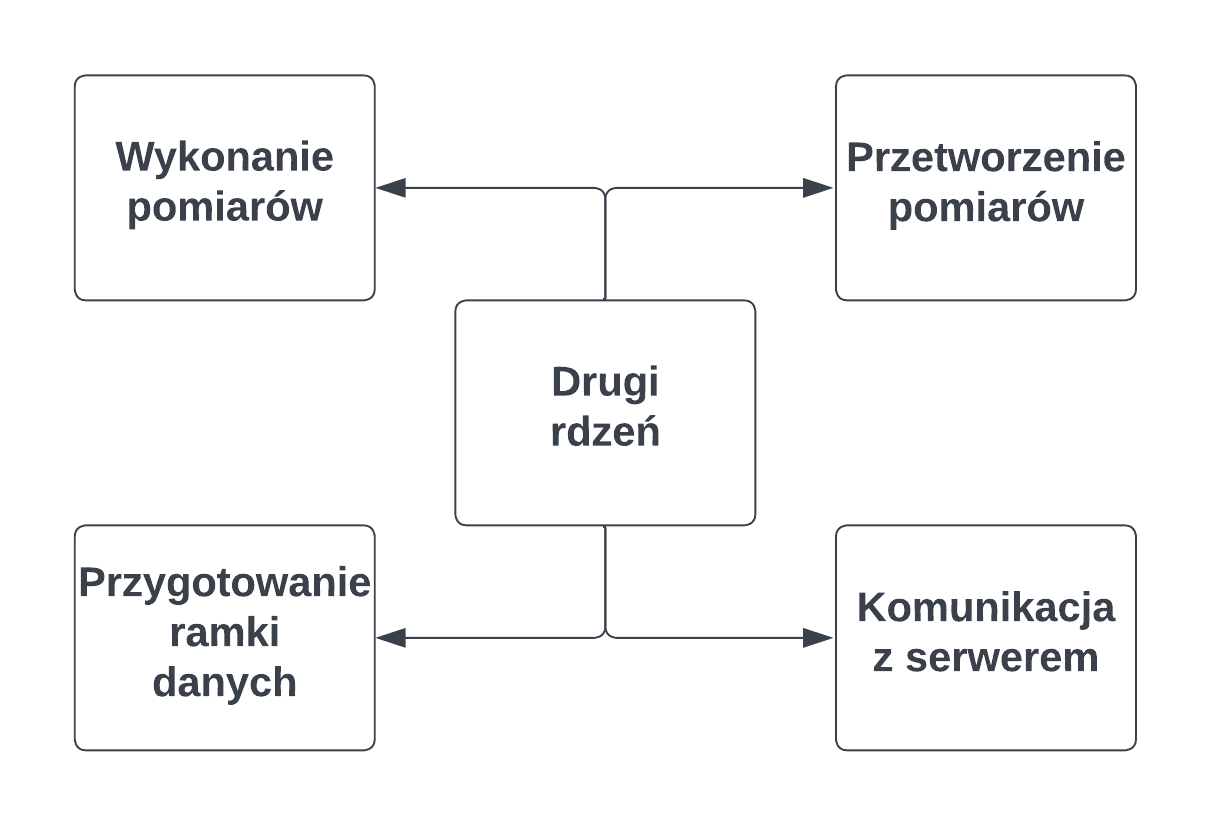 Wykonanie
pomiarów
Przetworzenie
pomiarów
Drugi
rdzeń
Przygotowanie
ramki
danych
Komunikacja
z serwerem